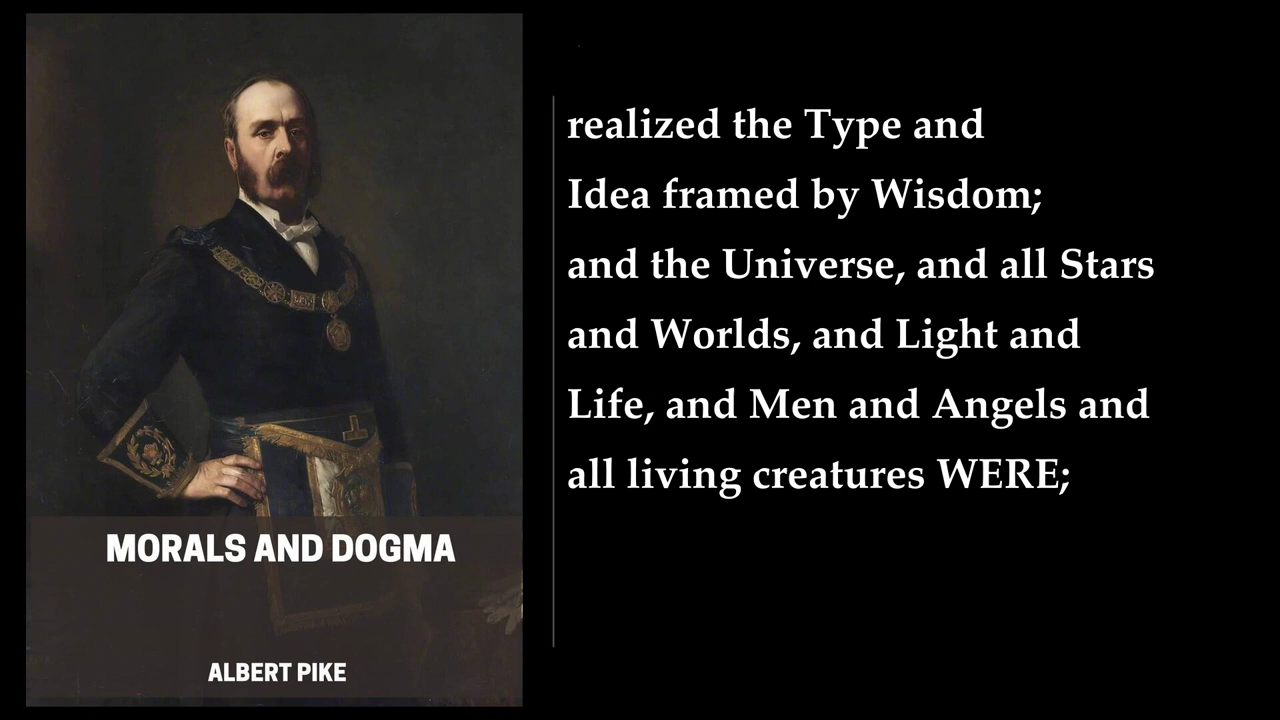 MORALS AND DOGMA
ALBERT PIKE
realized the Type and
Idea framed by Wisdom;
and the Universe, and all Stars
and Worlds, and Light and
Life, and Men and Angels and
all living creatures WERE;